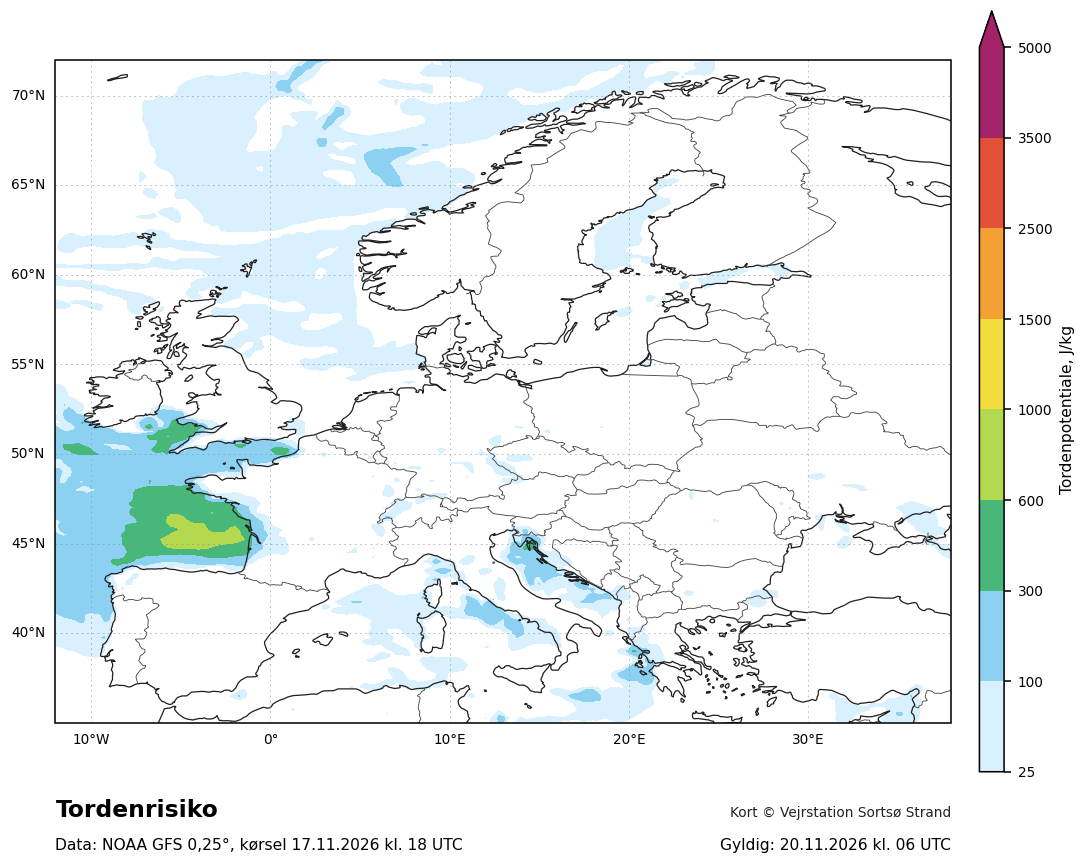 5000
3500
2500
1500
1000
600
300
100
25
Tordenpotentiale, J/kg
70°N
65°N
60°N
55°N
50°N
45°N
40°N
10°W
0°
10°E
20°E
30°E
Tordenrisiko
Kort © Vejrstation Sortsø Strand
Data: NOAA GFS 0,25°, kørsel 17.11.2026 kl. 18 UTC
Gyldig: 20.11.2026 kl. 06 UTC